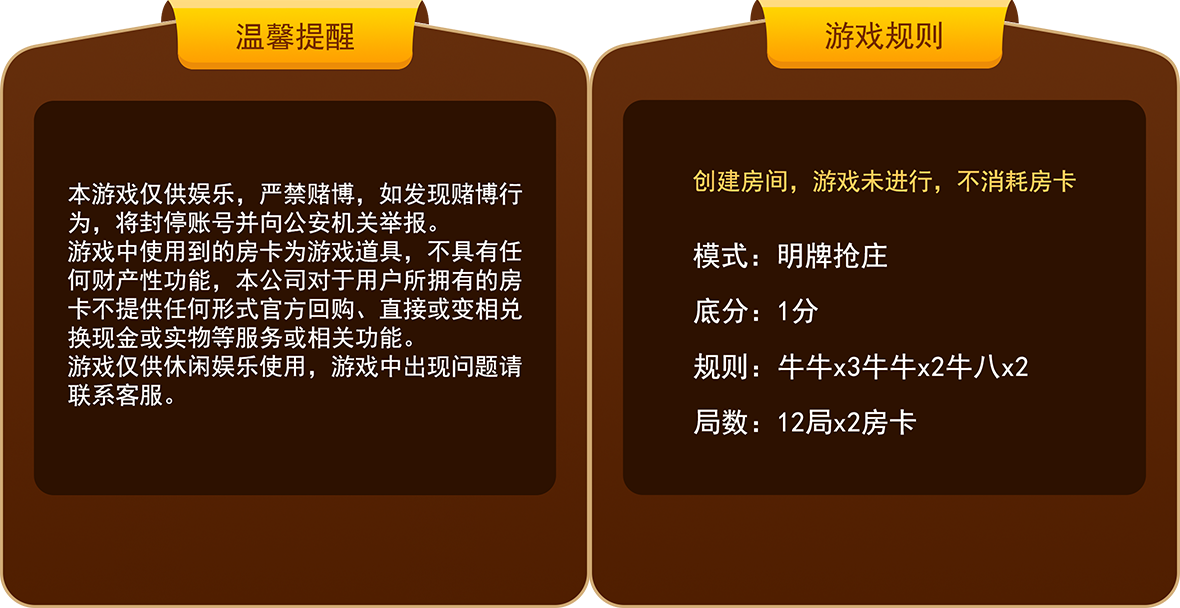 温馨提醒
本游戏仅供娱乐，严禁赌博，如发现赌博行
为，将封停账号并向公安机关举报。
游戏中使用到的房卡为游戏道具，不具有任
何财产性功能，本公司对于用户所拥有的房
卡不提供任何形式官方回购、直接或变相兑
换现金或实物等服务或相关功能。
游戏仅供休闲娱乐使用，游戏中出现问题请
联系客服。
游戏规则
创建房间，游戏未进行，不消耗房卡
模式：明牌抢庄
底分：1分
规则：牛牛x3牛牛x2牛八x2
局数：12局x2房卡